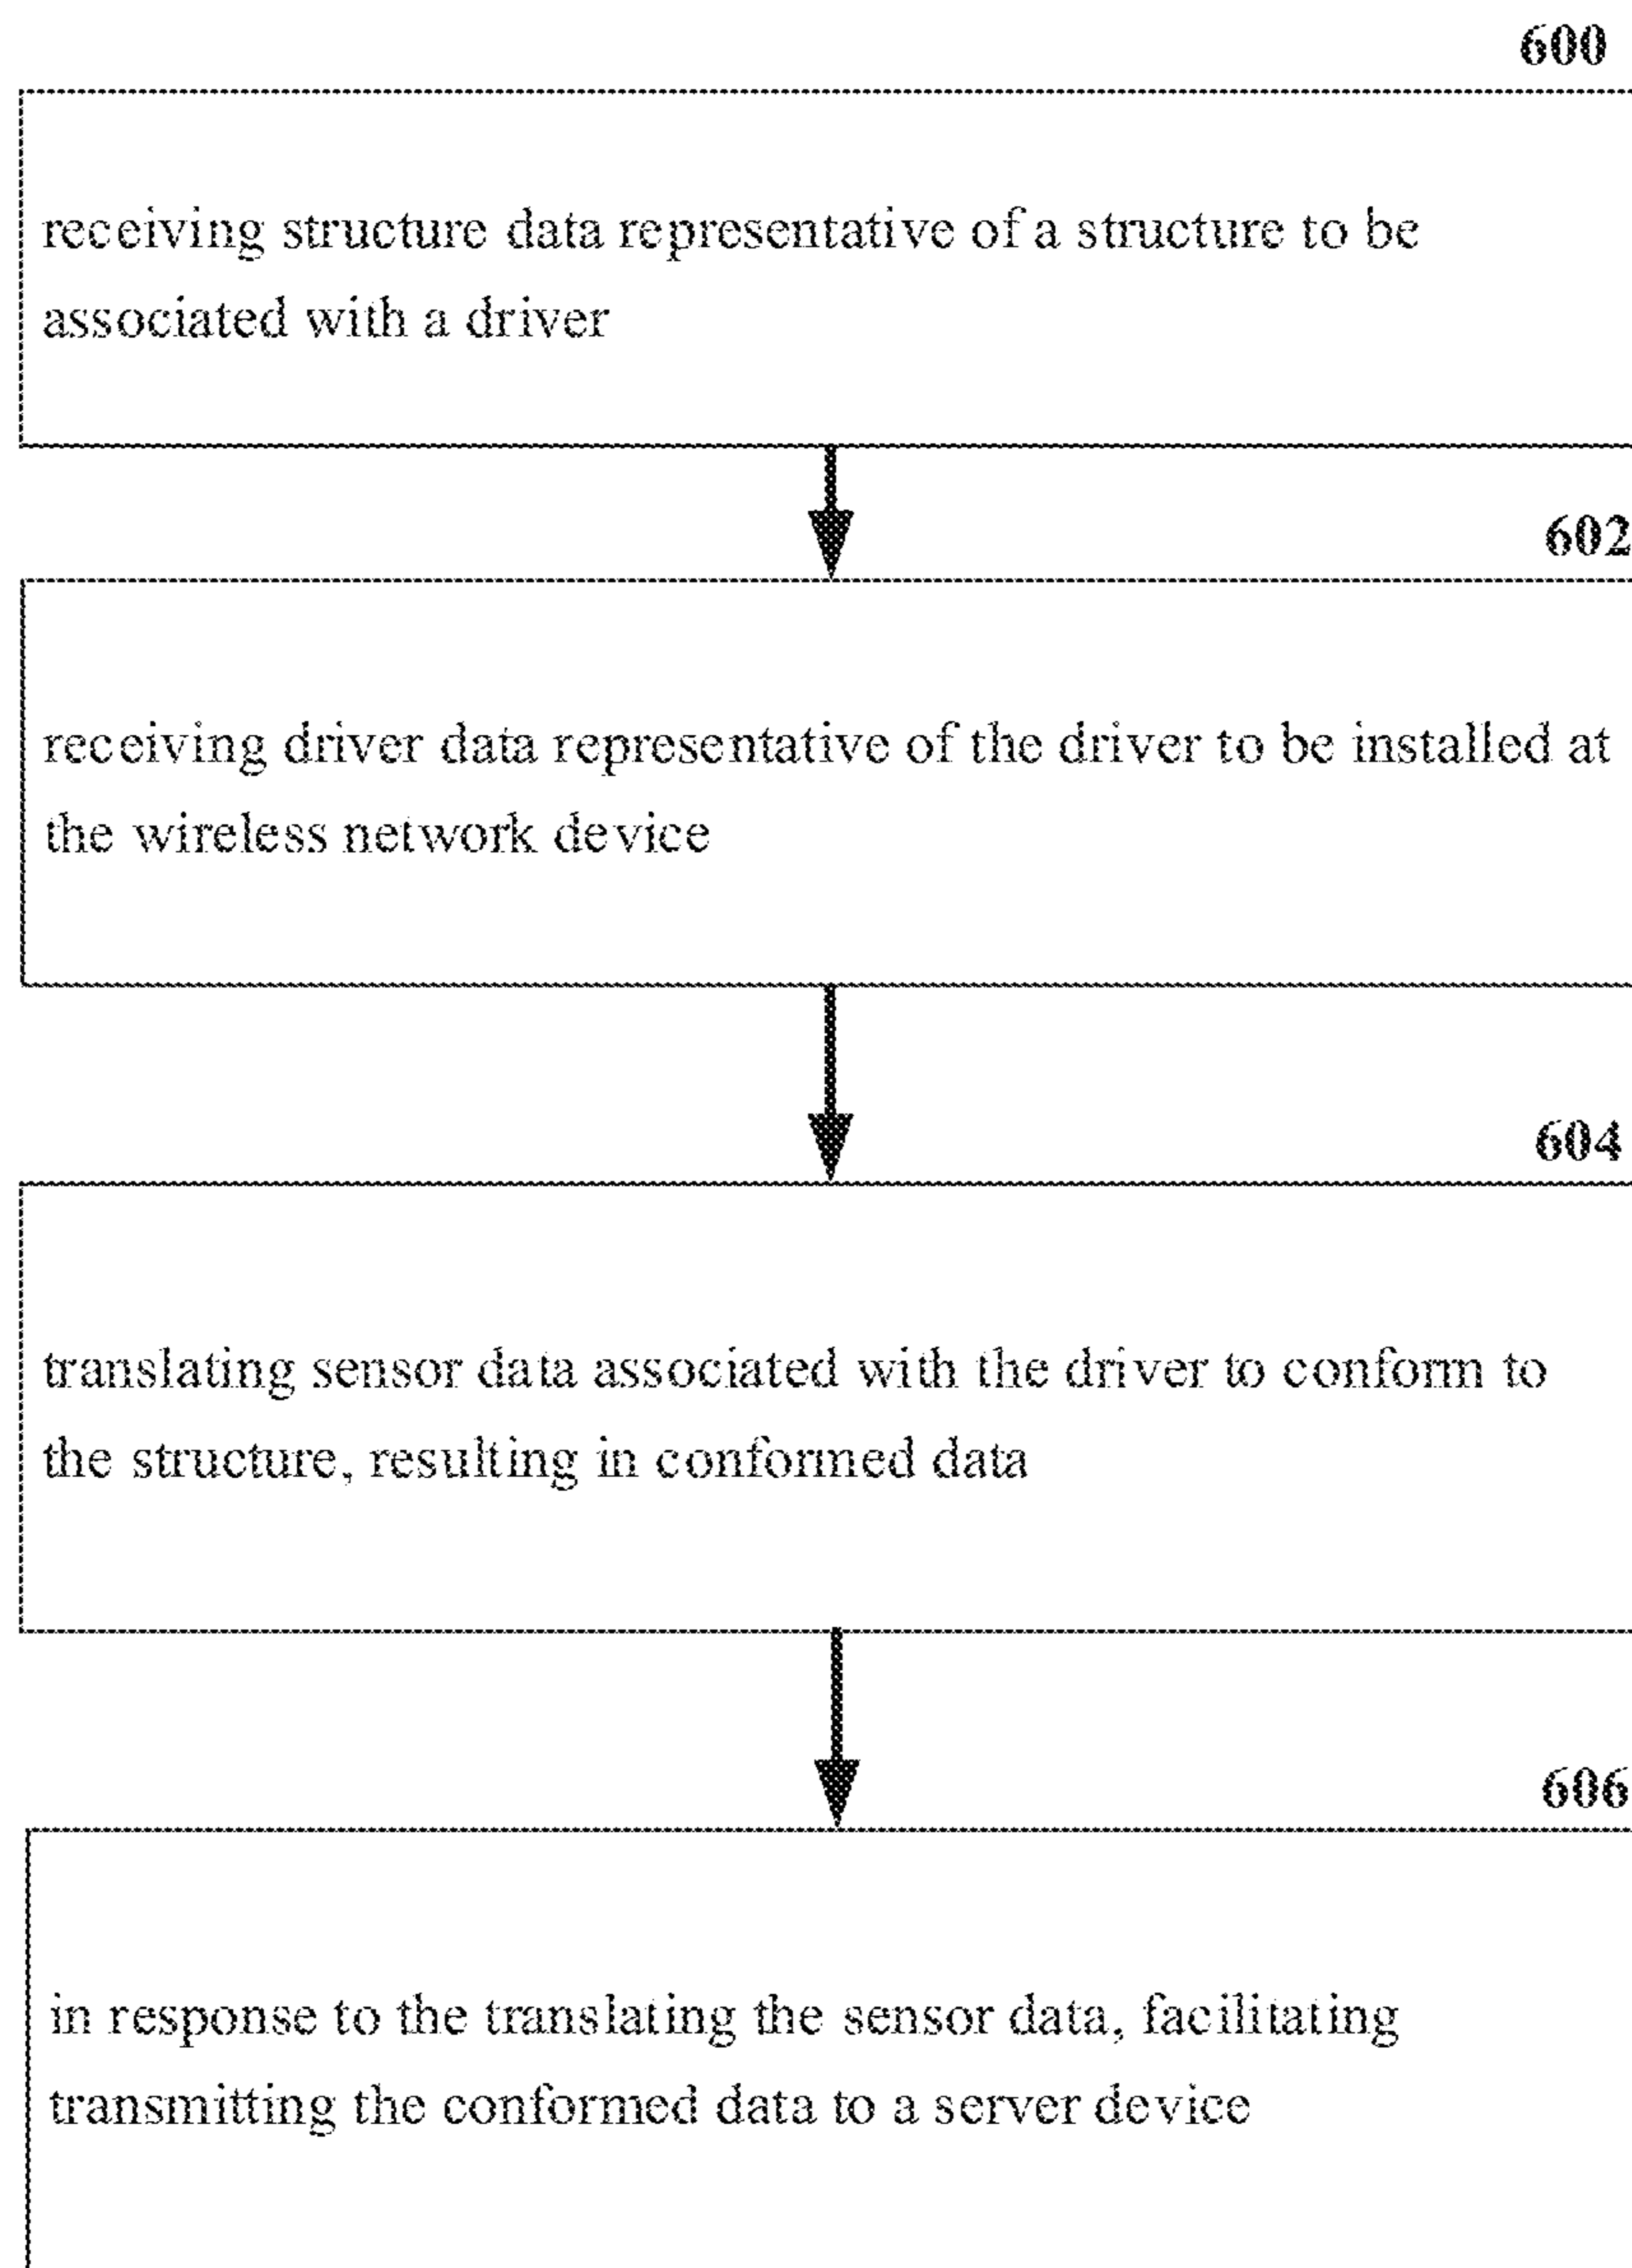 600
receiving structure data representative of a structure to be
associated with a driver
602
receiving driver data representative of the driver to be installed at
the wireless network device
604
translating sensor data associated with the driver to conform to
the structure, resulting in conformed data
606
in response to the translating the sensor data, facilitating
transmitting the conformed data to a server device